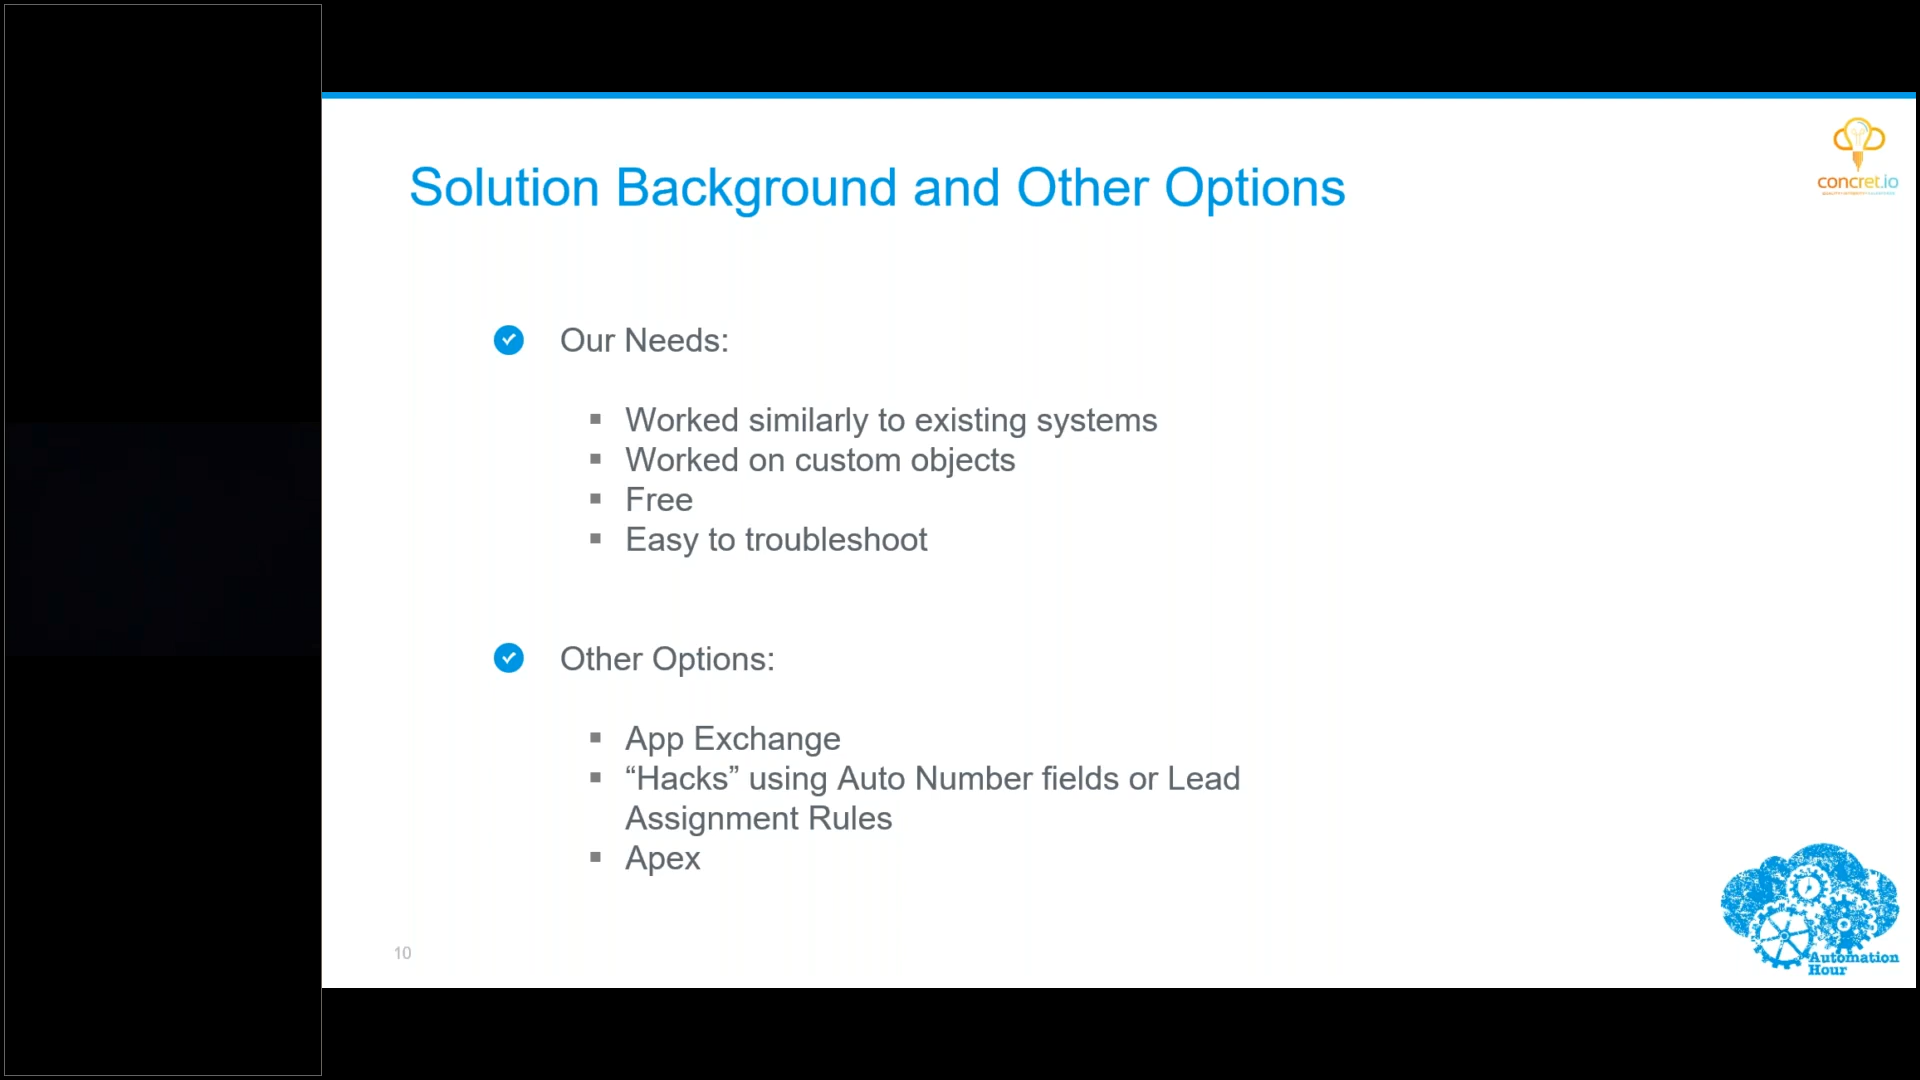 Solution Background and Other Options
concret.io
Our Needs:
▪ Worked similarly to existing systems
▪ Worked on custom objects
▪ Free
▪ Easy to troubleshoot
Other Options:
▪ App Exchange
▪ “Hacks” using Auto Number fields or Lead
Assignment Rules
▪ Apex
10
Automation
Hour